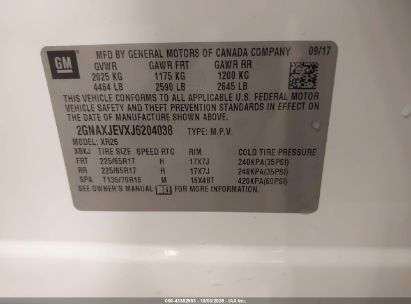 GM
MFD BY GENERAL MOTORS OF CANADA COMPANY 09/17
GVWR GAWR FRT GAWR RR
2025 KG 1175 KG 1200 KG
4464 LB 2590 LB 2645 LB
THIS VEHICLE CONFORMS TO ALL APPLICABLE U.S. FEDERAL MOTOR
VEHICLE SAFETY AND THEFT PREVENTION STANDARDS IN EFFECT ON
THE DATE OF MANUFACTURE SHOWN ABOVE.
2GNAXJEVXJ6204038 TYPE: M.P.V.
MODEL: XR26
XBKJ TIRE SIZE SPEED RTG RIM COLD TIRE PRESSURE
FRT 225/65R17 H 17X7J 240KPA(35PSI)
RR 225/65R17 H 17X7J 240KPA(35PSI)
SPA T135/70R16 M 16X4BT 420KPA(60PSI)
SEE OWNER'S MANUAL FOR MORE INFORMATION.